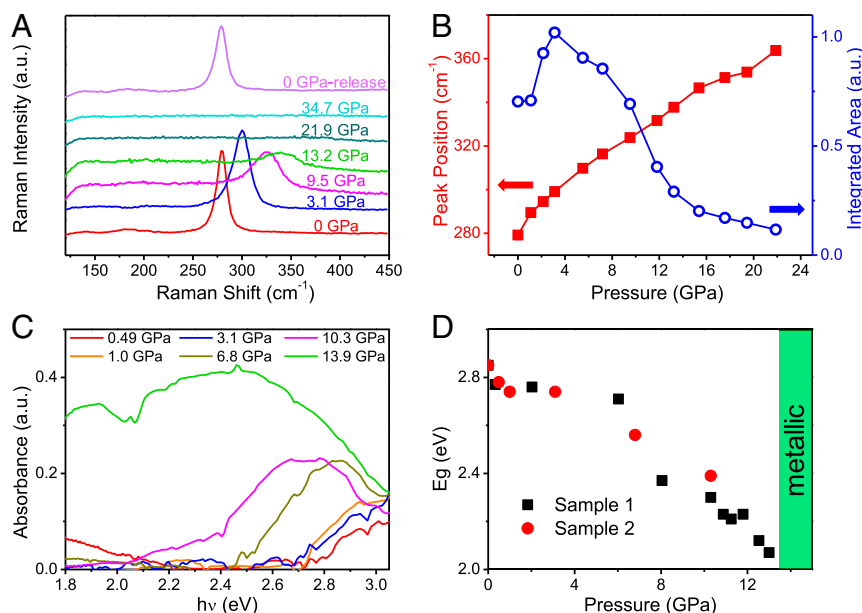 A
Raman Intensity (a.u.)
0 GPa-release
34.7 GPa
21.9 GPa
13.2 GPa
9.5 GPa
3.1 GPa
0 GPa
150 200 250 300 350 400 450
Raman Shift (cm⁻¹)
B
Peak Position (cm⁻¹)
360
320
280
0 4 8 12 16 20 24
Pressure (GPa)
1.0
0.5
0.0
Integrated Area (a.u.)
C
Absorbance (a.u.)
0.49 GPa 3.1 GPa 10.3 GPa
1.0 GPa 6.8 GPa 13.9 GPa
0.4
0.2
0.0
1.8 2.0 2.2 2.4 2.6 2.8 3.0
hν (eV)
D
Eg (eV)
2.8
2.4
2.0
Sample 1
Sample 2
metallic
0 4 8 12
Pressure (GPa)